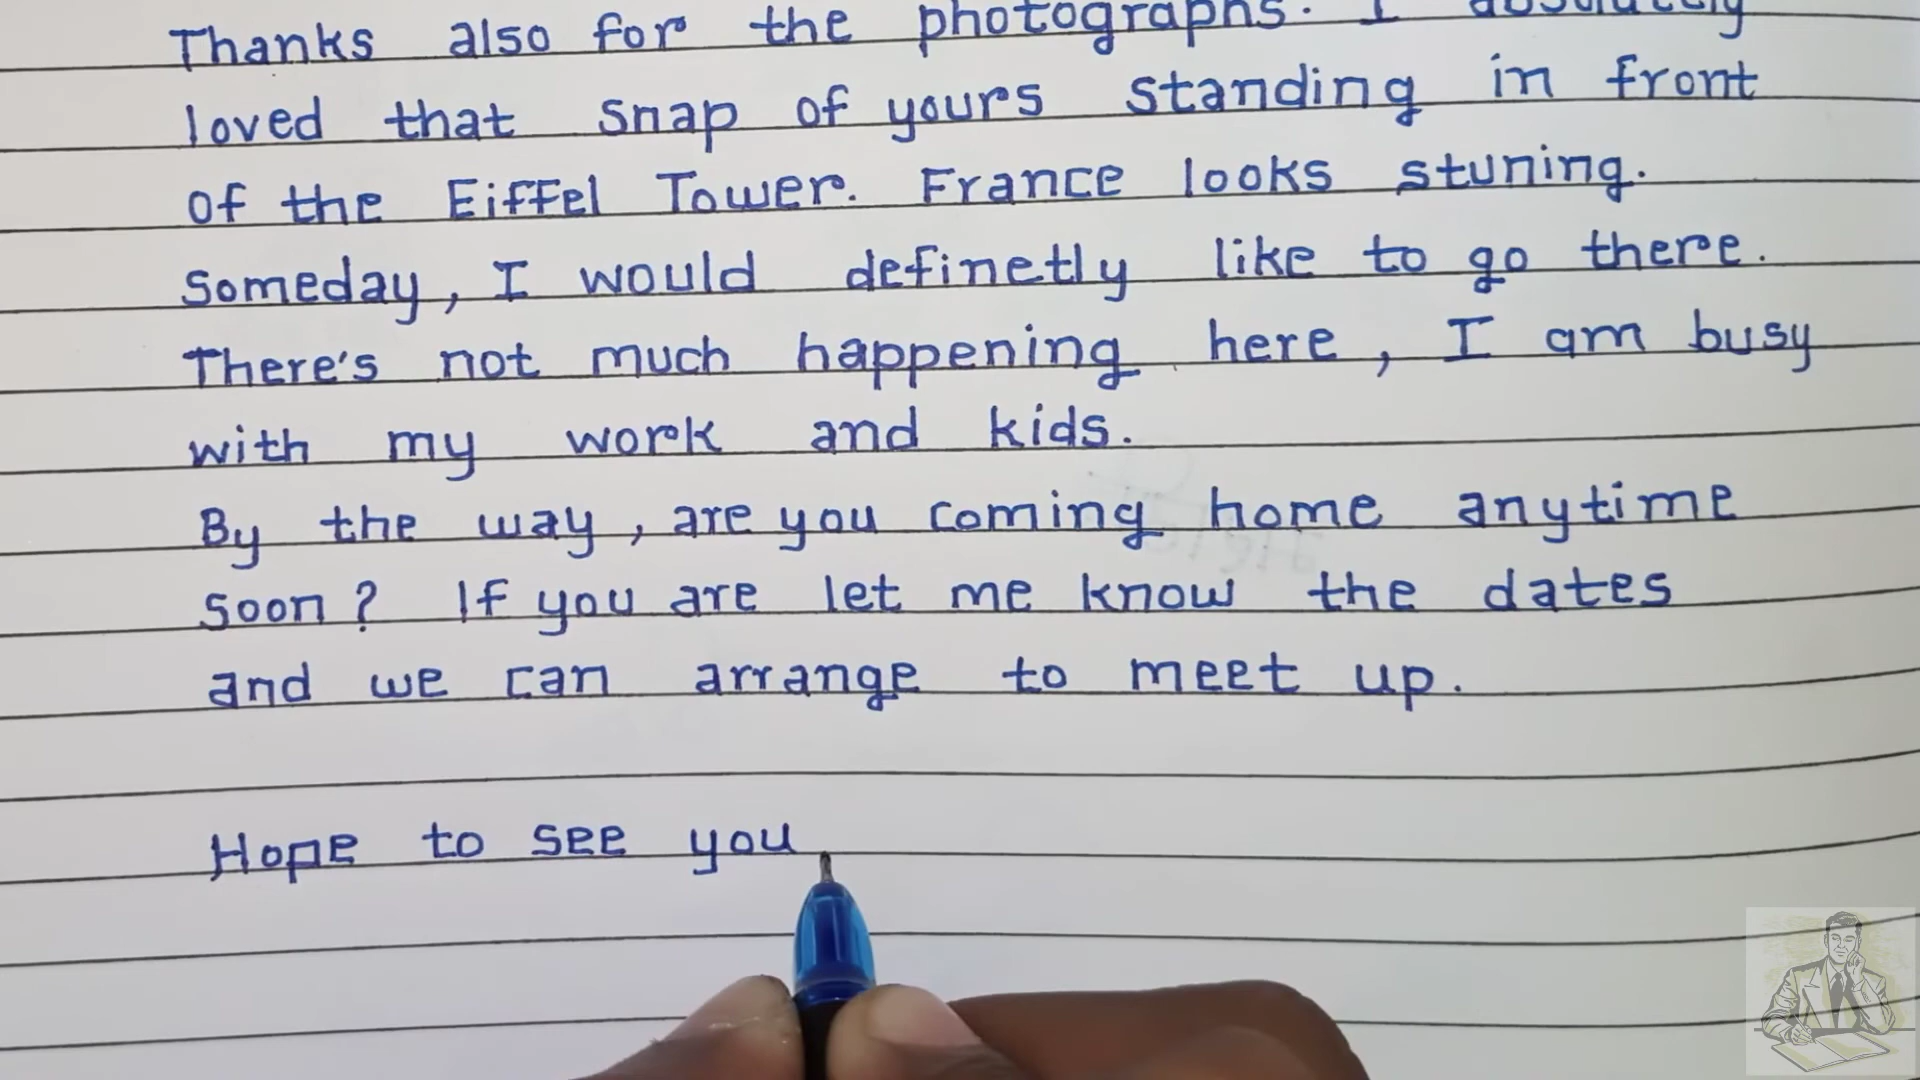 Thanks also for the photographs. I absolutely
loved that snap of yours standing in front
of the Eiffel Tower. France looks stuning.
Someday, I would definetly like to go there.
There's not much happening here, I am busy
with my work and kids.
By the way, are you coming home anytime
soon? If you are let me know the dates
and we can arrange to meet up.
Hope to see you